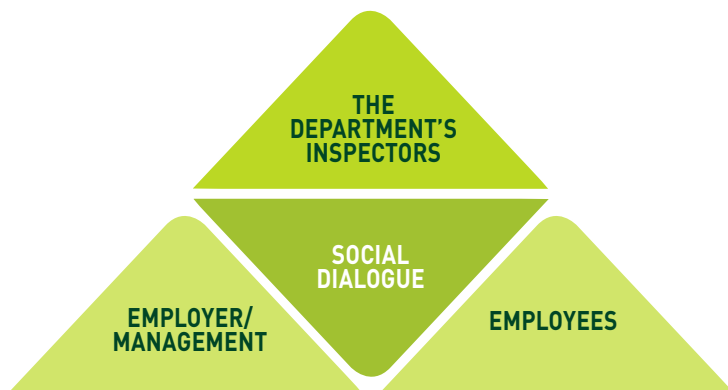 THE
DEPARTMENT'S
INSPECTORS
SOCIAL
DIALOGUE
EMPLOYER/
MANAGEMENT
EMPLOYEES